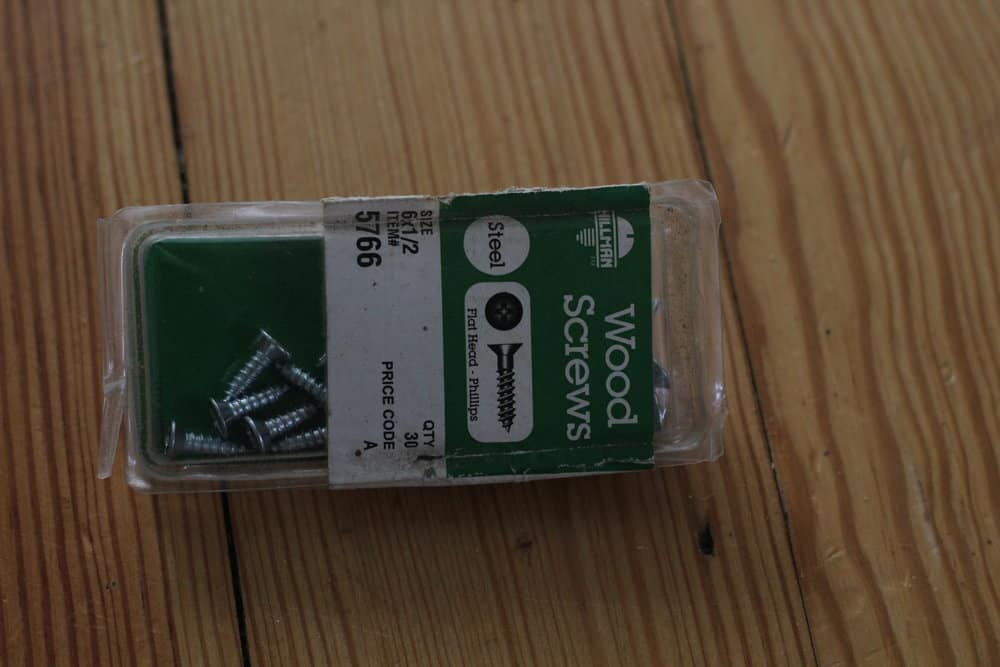 HILLMAN
Wood
Screws
Steel
Flat Head - Phillips
SIZE
6x1/2
ITEM#
5766
QTY
30
PRICE CODE
A